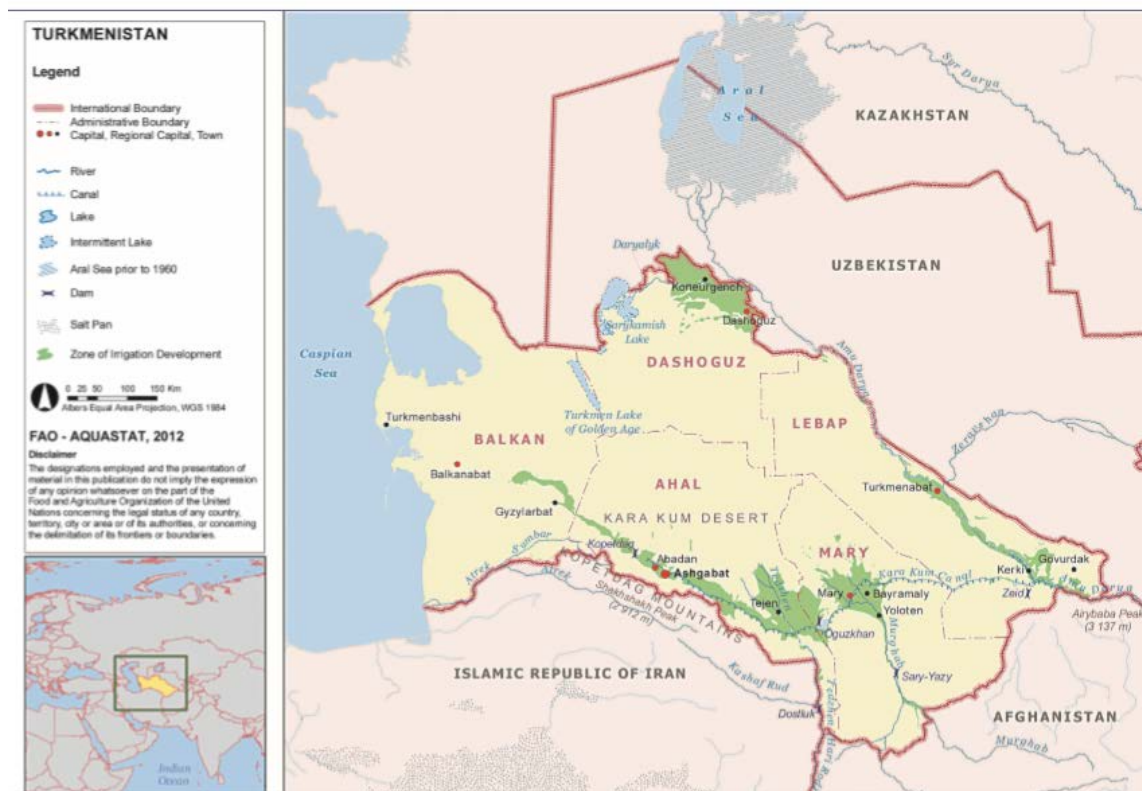 TURKMENISTAN
Legend
International Boundary
Administrative Boundary
Capital, Regional Capital, Town
River
Canal
Lake
Intermittent Lake
Aral Sea prior to 1960
Dam
Salt Pan
Zone of Irrigation Development
0 25 50 100 150 Km
Albers Equal Area Projection, WGS 1984
FAO - AQUASTAT, 2012
Disclaimer
The designations employed and the presentation of
material in this publication do not imply the expression
of any opinion whatsoever on the part of the
Food and Agriculture Organization of the United
Nations concerning the legal status of any country,
territory, city or area or of its authorities, or concerning
the delimitation of its frontiers or boundaries.
Indian
Ocean
Aral
Sea
Syr Darya
KAZAKHSTAN
UZBEKISTAN
Daryalyk
Koneurgench
Dashoguz
Sarykamish
Lake
DASHOGUZ
Caspian
Sea
Amu Darya
Turkmen Lake
of Golden Age
Turkmenbashi
LEBAP
Zeravshan
BALKAN
Balkanabat
AHAL
Turkmenabat
Gyzylarbat
KARA KUM DESERT
Kopetdag
Sumbar
MARY
Abadan
Ashgabat
Kara Kum Canal
Govurdak
Kerki
Atrek
Atrek
KOPETDAG MOUNTAINS
Shakhshakh Peak
(2 912 m)
Tejen
Mary
Bayramaly
Yoloten
Zeid
Amu Darya
Airybaba Peak
(3 137 m)
Oguzkhan
Murghab
Sary-Yazy
ISLAMIC REPUBLIC OF IRAN
Kashaf Rud
Dostluk
Tedzhen
Hari Rod
AFGHANISTAN
Murghab